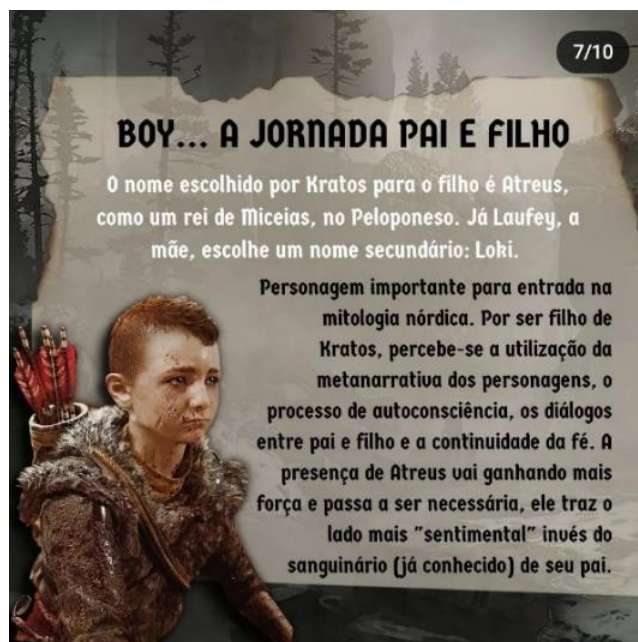 7/10
BOY... A JORNADA PAI E FILHO
O nome escolhido por Kratos para o filho é Atreus,
como um rei de Miceias, no Peloponeso. Já Laufey, a
mãe, escolhe um nome secundário: Loki.
Personagem importante para entrada na
mitologia nórdica. Por ser filho de
Kratos, percebe-se a utilização da
metanarrativa dos personagens, o
processo de autoconsciência, os diálogos
entre pai e filho e a continuidade da fé. A
presença de Atreus vai ganhando mais
força e passa a ser necessária, ele traz o
lado mais "sentimental" invés do
sanguinário (já conhecido) de seu pai.